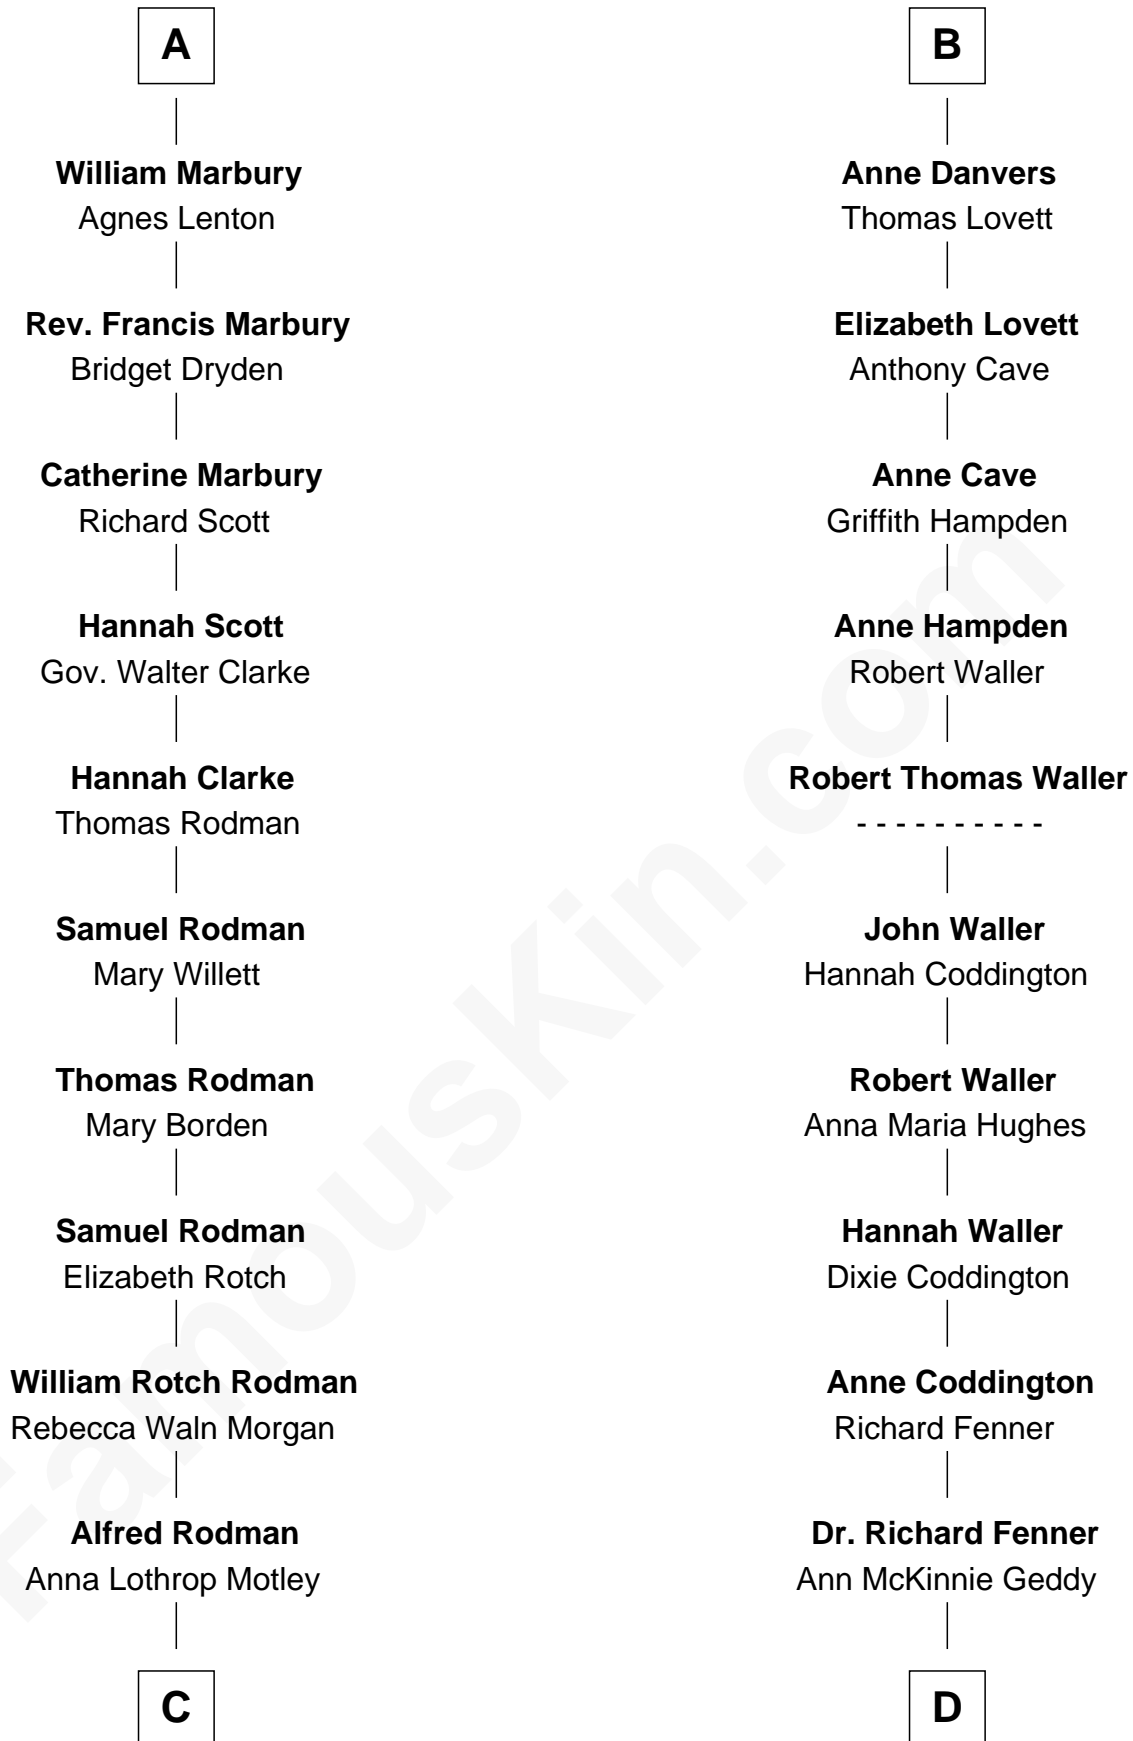 A
William Marbury
Agnes Lenton
Rev. Francis Marbury
Bridget Dryden
Catherine Marbury
Richard Scott
Hannah Scott
Gov. Walter Clarke
Hannah Clarke
Thomas Rodman
Samuel Rodman
Mary Willett
Thomas Rodman
Mary Borden
Samuel Rodman
Elizabeth Rotch
William Rotch Rodman
Rebecca Waln Morgan
Alfred Rodman
Anna Lothrop Motley
C
B
Anne Danvers
Thomas Lovett
Elizabeth Lovett
Anthony Cave
Anne Cave
Griffith Hampden
Anne Hampden
Robert Waller
Robert Thomas Waller
- - - - - - - - - -
John Waller
Hannah Coddington
Robert Waller
Anna Maria Hughes
Hannah Waller
Dixie Coddington
Anne Coddington
Richard Fenner
Dr. Richard Fenner
Ann McKinnie Geddy
D
FamousKin.com